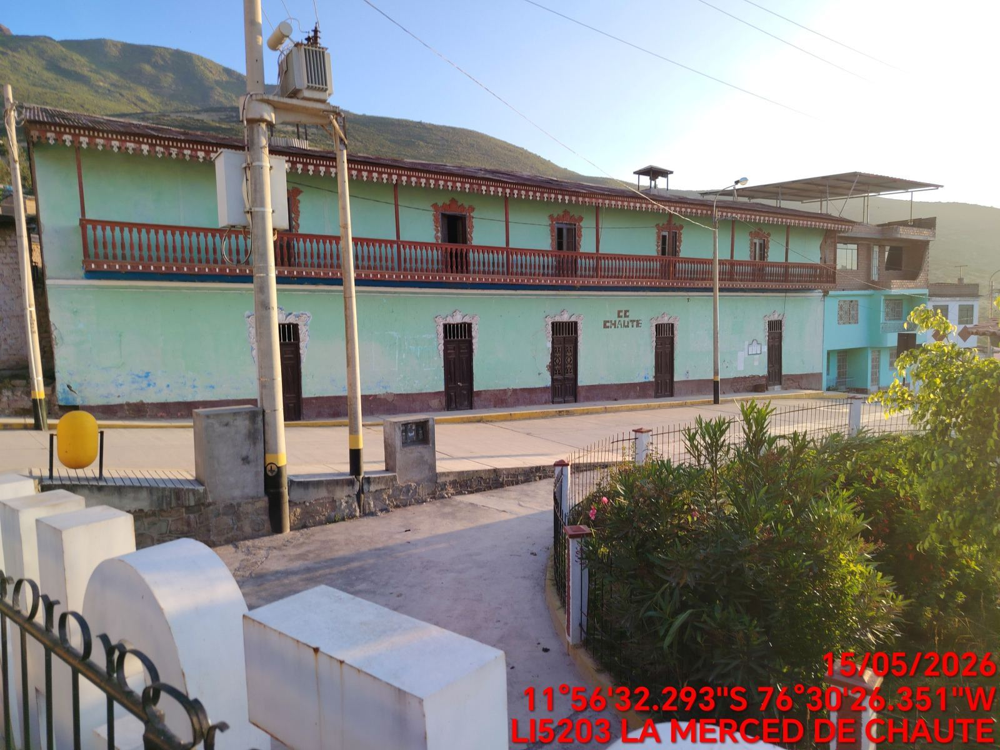 CC
CHAUTE
15/05/2026
11°56'32.293"S 76°30'26.351"W
LI5203 LA MERCED DE CHAUTE